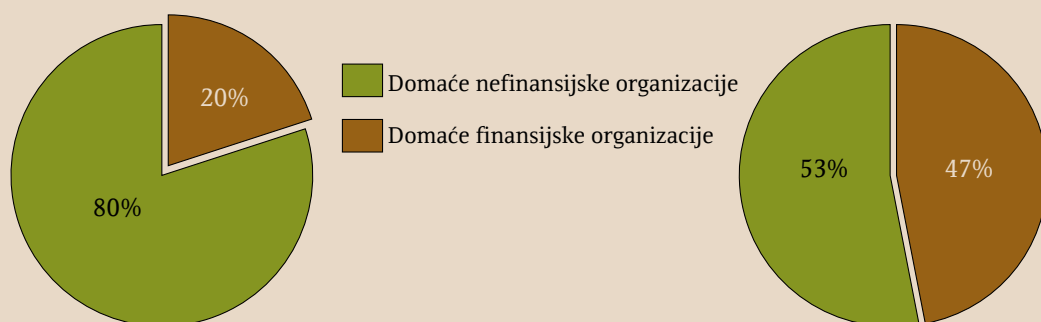 20%
80%
Domaće nefinansijske organizacije
Domaće finansijske organizacije
53%
47%